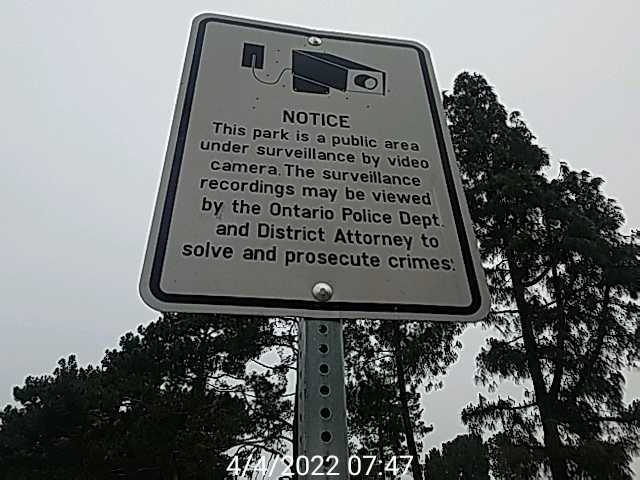 NOTICE
This park is a public area
under surveillance by video
camera. The surveillance
recordings may be viewed
by the Ontario Police Dept.
and District Attorney to
solve and prosecute crimes.
4/4/2022 07:47